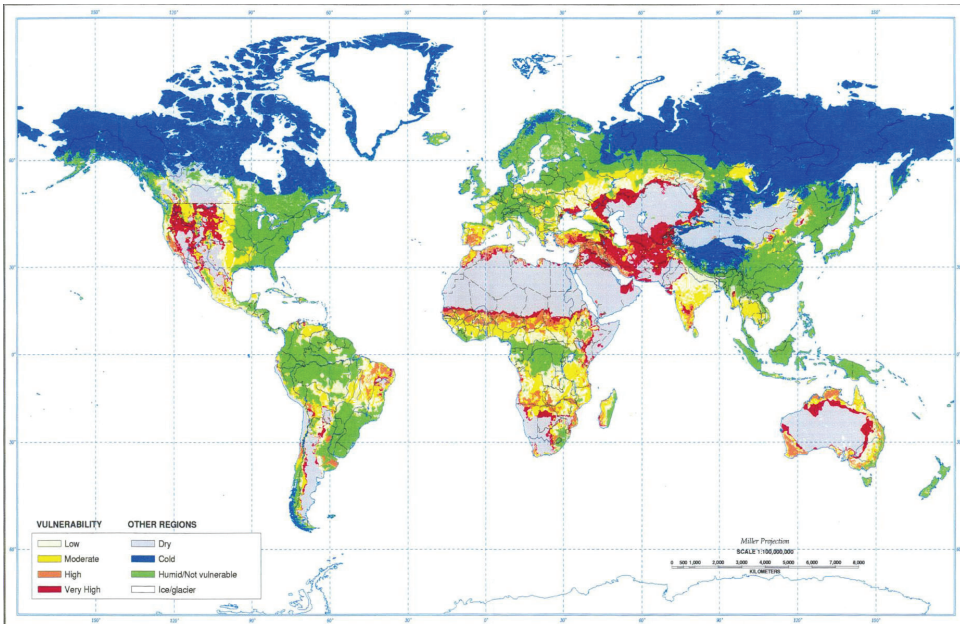 VULNERABILITY
Low
Moderate
High
Very High
OTHER REGIONS
Dry
Cold
Humid/Not vulnerable
Ice/glacier
Miller Projection
SCALE 1:100,000,000
0 500 1,000 2,000 3,000 4,000 5,000 6,000 7,000 8,000
KILOMETERS